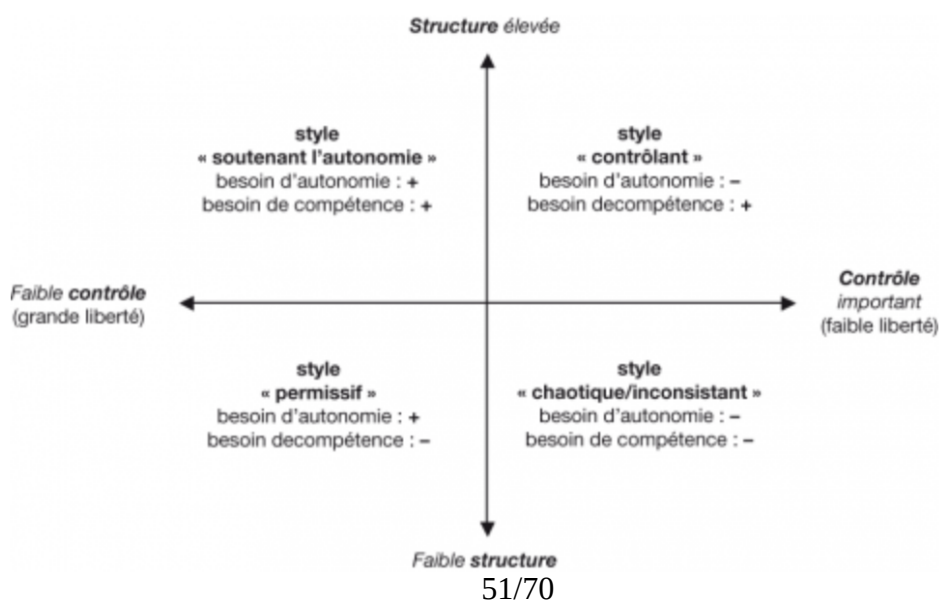 Structure élevée
style
« soutenant l'autonomie »
besoin d'autonomie : +
besoin de compétence : +
style
« contrôlant »
besoin d'autonomie : –
besoin decompétence : +
Faible contrôle
(grande liberté)
Contrôle
important
(faible liberté)
style
« permissif »
besoin d'autonomie : +
besoin decompétence : –
style
« chaotique/inconsistant »
besoin d'autonomie : –
besoin de compétence : –
Faible structure
51/70